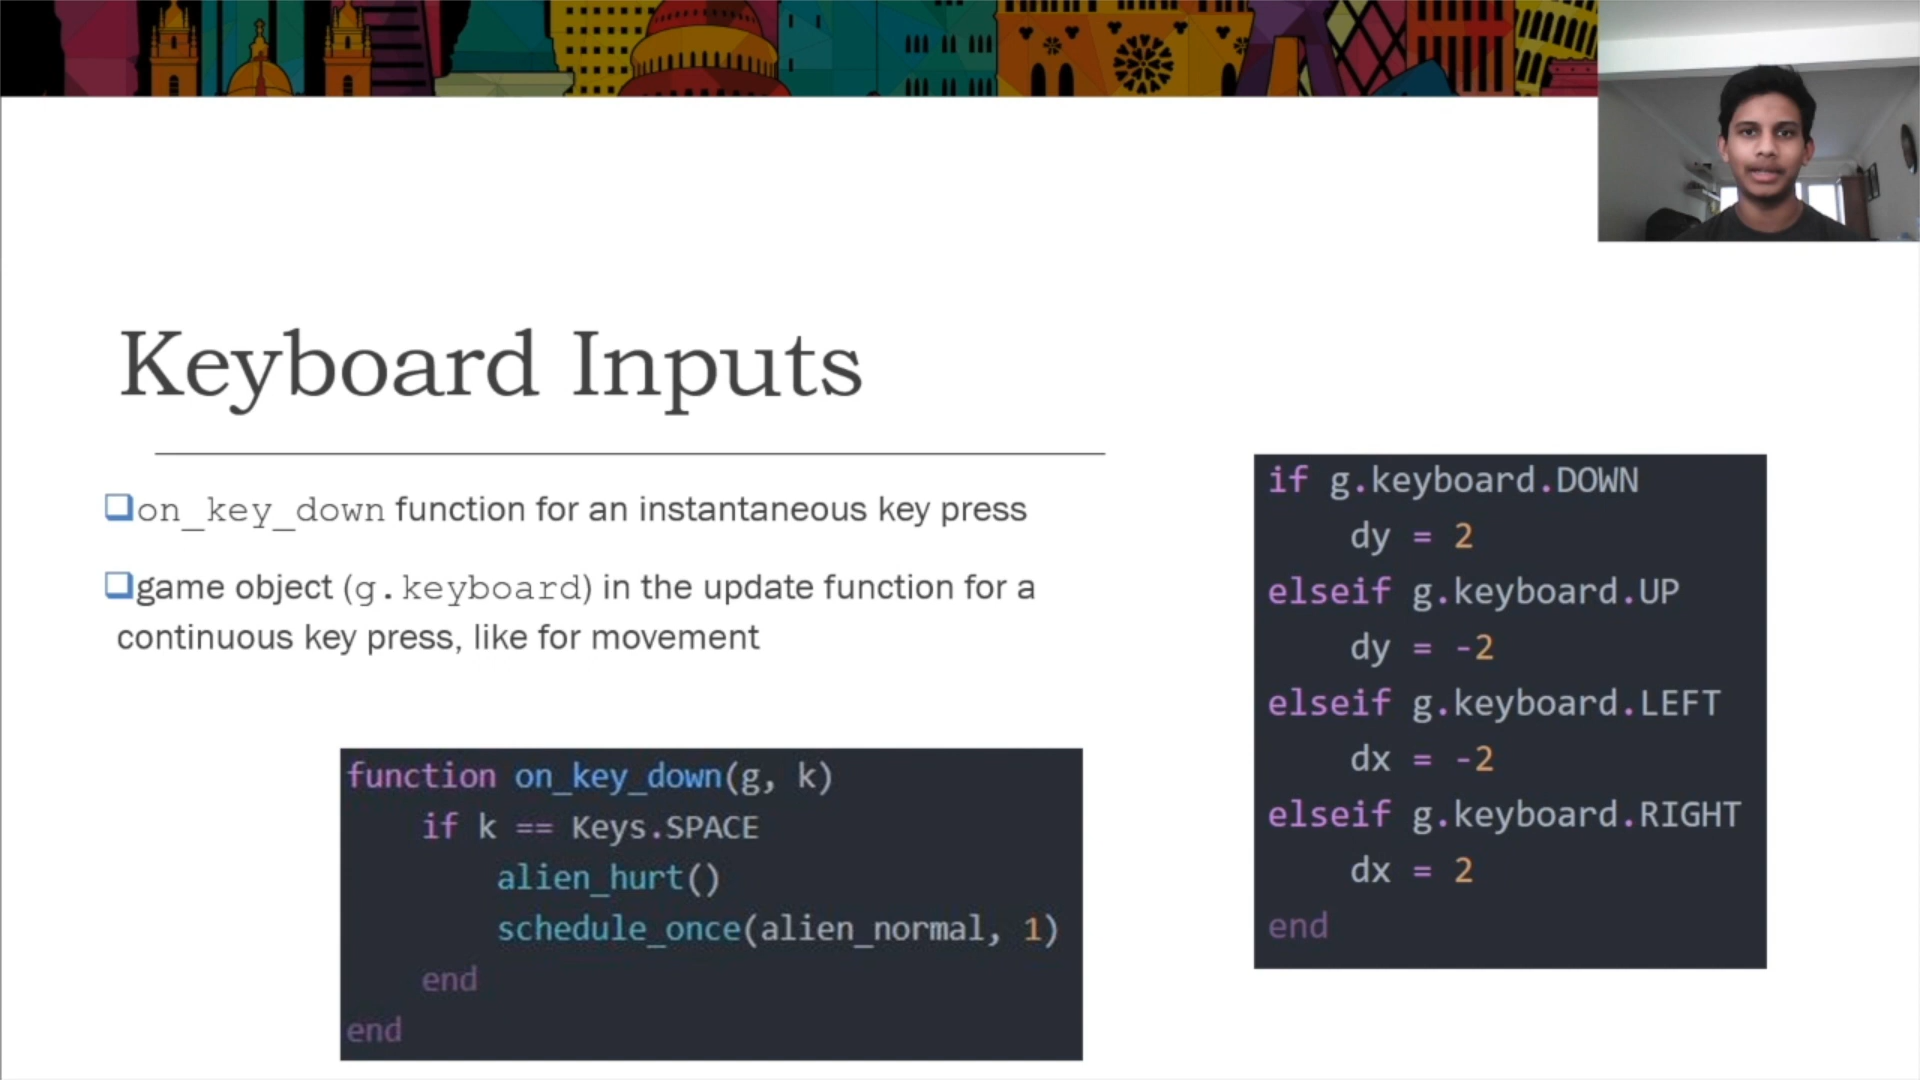 Keyboard Inputs
on_key_down function for an instantaneous key press
game object (g.keyboard) in the update function for a
continuous key press, like for movement
function on_key_down(g, k)
    if k == Keys.SPACE
        alien_hurt()
        schedule_once(alien_normal, 1)
    end
end
if g.keyboard.DOWN
    dy = 2
elseif g.keyboard.UP
    dy = -2
elseif g.keyboard.LEFT
    dx = -2
elseif g.keyboard.RIGHT
    dx = 2
end